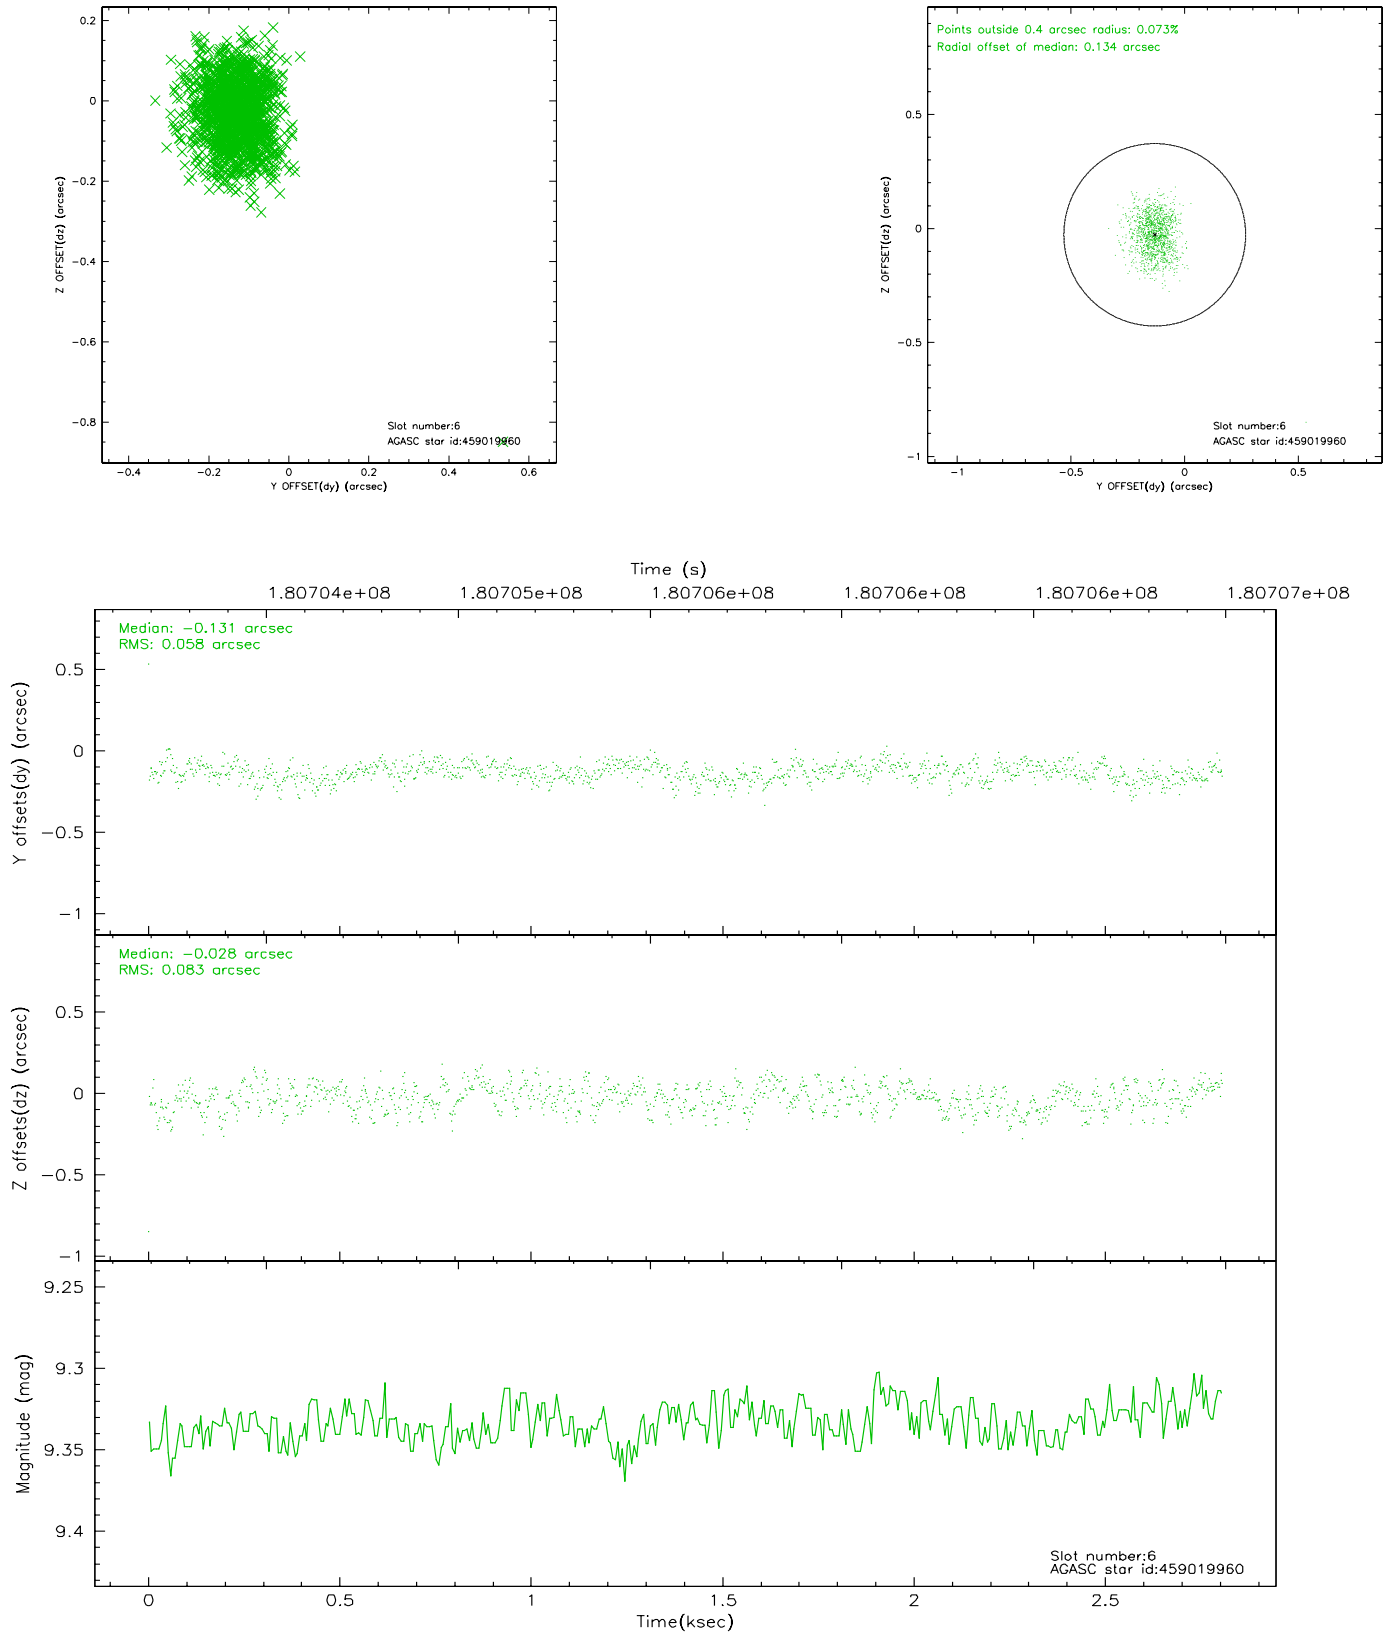 0.2
0
−0.2
−0.4
−0.6
−0.8
Z OFFSET(dz) (arcsec)
Slot number:6
AGASC star id:459019960
−0.4 −0.2 0 0.2 0.4 0.6
Y OFFSET(dy) (arcsec)
Points outside 0.4 arcsec radius: 0.073%
Radial offset of median: 0.134 arcsec
0.5
0
−0.5
−1
Z OFFSET(dz) (arcsec)
Slot number:6
AGASC star id:459019960
−1 −0.5 0 0.5
Y OFFSET(dy) (arcsec)
Time (s)
1.80704e+08 1.80705e+08 1.80706e+08 1.80706e+08 1.80706e+08 1.80707e+08
Median: −0.131 arcsec
RMS: 0.058 arcsec
0.5
0
−0.5
−1
Y offsets(dy) (arcsec)
Median: −0.028 arcsec
RMS: 0.083 arcsec
0.5
0
−0.5
−1
Z offsets(dz) (arcsec)
9.25
9.3
9.35
9.4
Magnitude (mag)
Slot number:6
AGASC star id:459019960
0 0.5 1 1.5 2 2.5
Time(ksec)